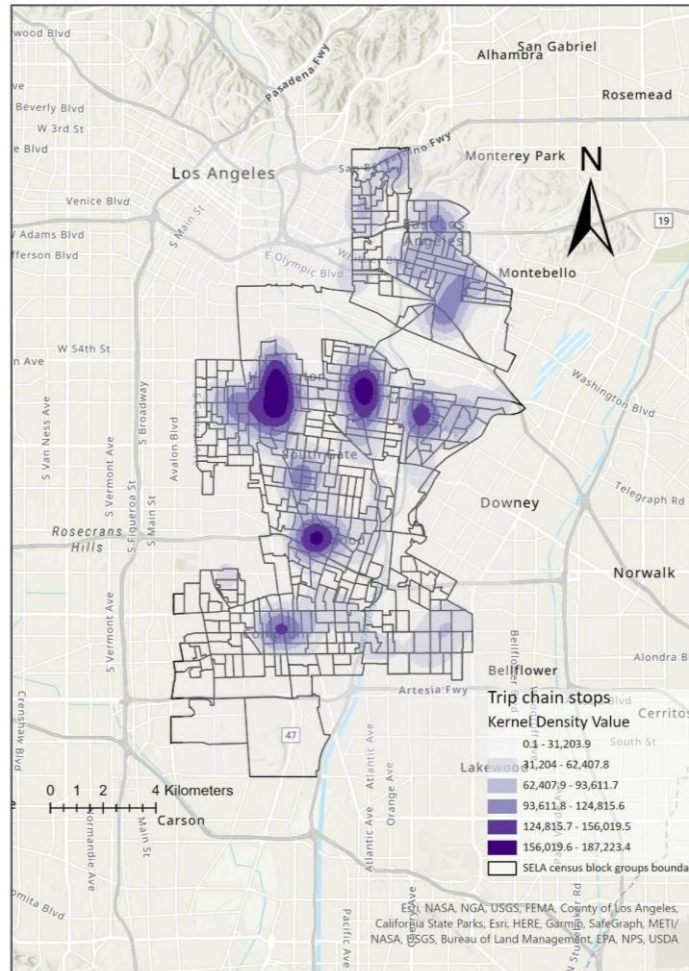 San Gabriel
Alhambra
Pasadena Fwy
Rosemead
wood Blvd
Beverly Blvd
W 3rd St
Monterey Park
Los Angeles
N
Venice Blvd
S Main St
19
W Adams Blvd
fferson Blvd
E Olympic Blvd
Montebello
W 54th St
Washington Blvd
S Van Ness Ave
S Vermont Ave
S Broadway
Avalon Blvd
South Gate
Telegraph Rd
Downey
S Figueroa St
S Main St
Rosecrans
Hills
Norwalk
S Vermont Ave
Alondra B
Bellflower
Artesia Fwy
Crenshaw Blvd
47
Atlantic Ave
Orange Ave
Lakewood
South St
Cerritos
Trip chain stops
Kernel Density Value
0.1 - 31,203.9
31,204 - 62,407.8
62,407.9 - 93,611.7
93,611.8 - 124,815.6
124,815.7 - 156,019.5
156,019.6 - 187,223.4
SELA census block groups bounda
0 1 2 4 Kilometers
Normandie Ave
Main St
Carson
Atlantic Ave
omita Blvd
Pacific Ave
Esri, NASA, NGA, USGS, FEMA, County of Los Angeles,
California State Parks, Esri, HERE, Garmin, SafeGraph, METI/
NASA, USGS, Bureau of Land Management, EPA, NPS, USDA